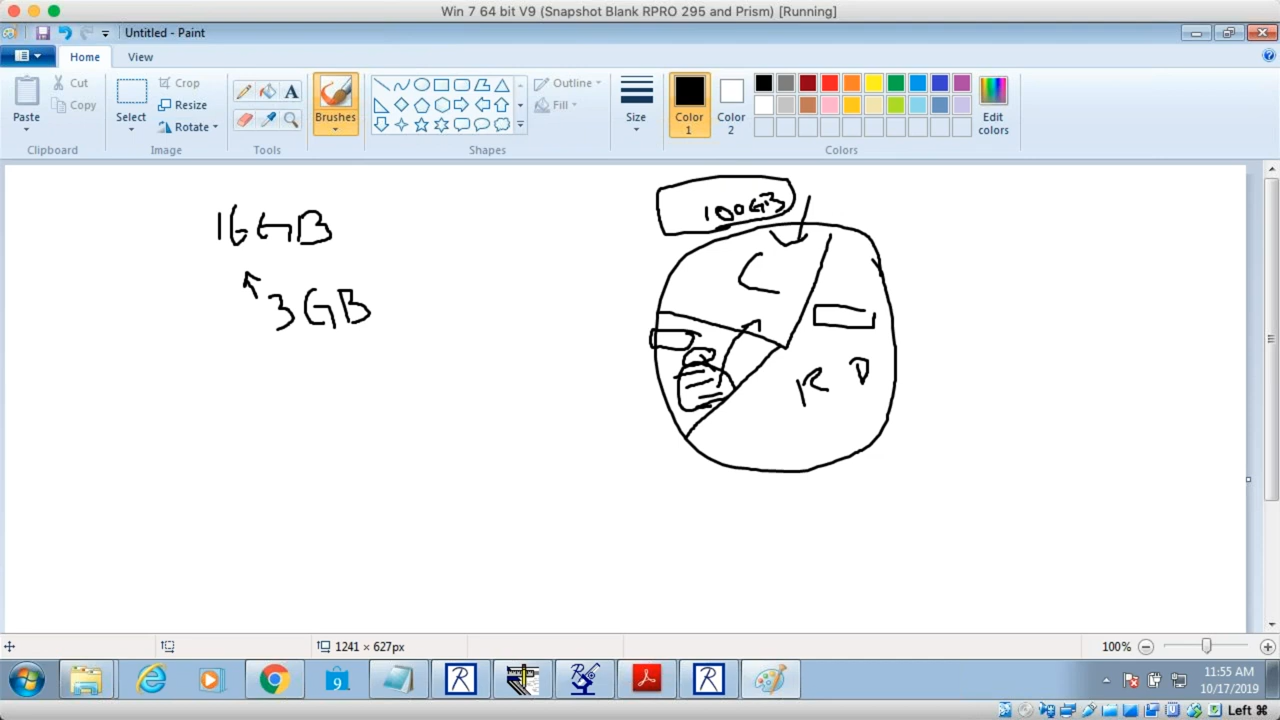 Win 7 64 bit V9 (Snapshot Blank RPRO 295 and Prism) [Running]
Untitled - Paint
Home
View
Paste
Cut
Copy
Clipboard
Select
Crop
Resize
Rotate
Image
A
Tools
Brushes
Outline
Fill
Shapes
Size
Color 1
Color 2
Edit colors
Colors
16GB
3GB
100GB
C
R D
1241 × 627px
100%
9
R
R
11:55 AM
10/17/2019
Left ⌘